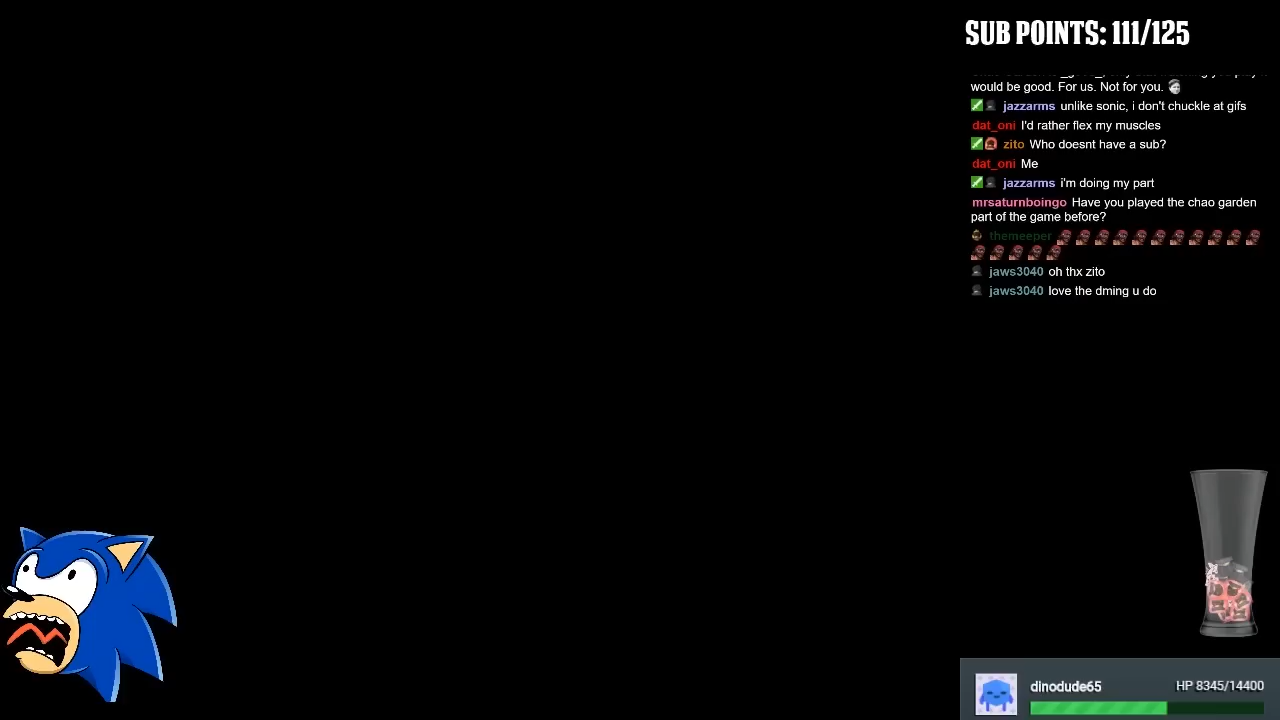 SUB POINTS: 111/125
would be good. For us. Not for you.
jazzarms unlike sonic, i don't chuckle at gifs
dat_oni I'd rather flex my muscles
zito Who doesnt have a sub?
dat_oni Me
jazzarms i'm doing my part
mrsaturnboingo Have you played the chao garden
part of the game before?
themeeper
jaws3040 oh thx zito
jaws3040 love the dming u do
dinodude65 HP 8345/14400